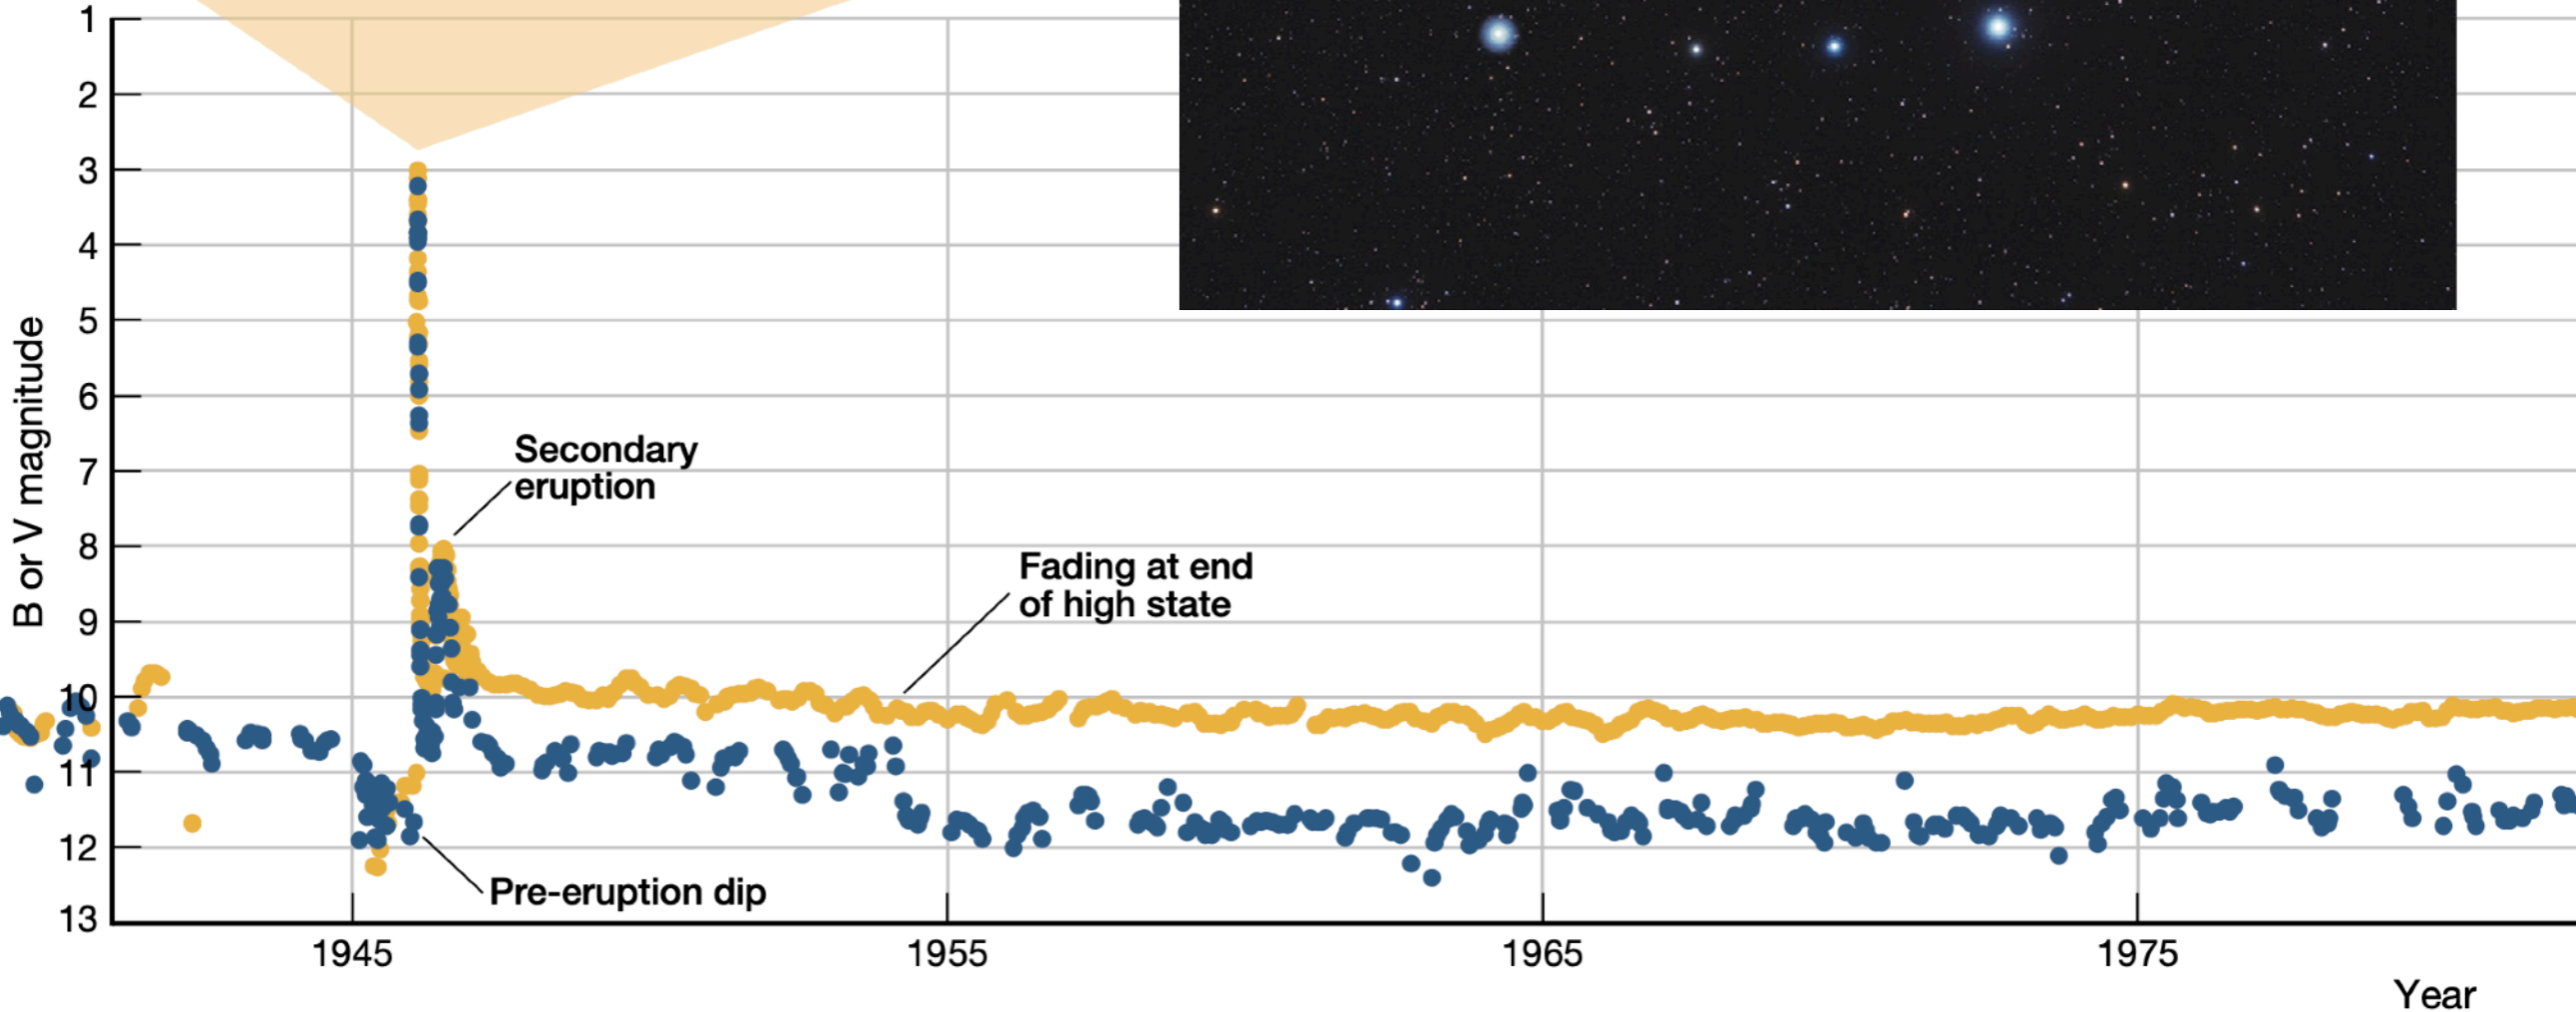 1
2
3
4
5
6
7
8
9
10
11
12
13
B or V magnitude
Secondary
eruption
Fading at end
of high state
Pre-eruption dip
1945
1955
1965
1975
Year